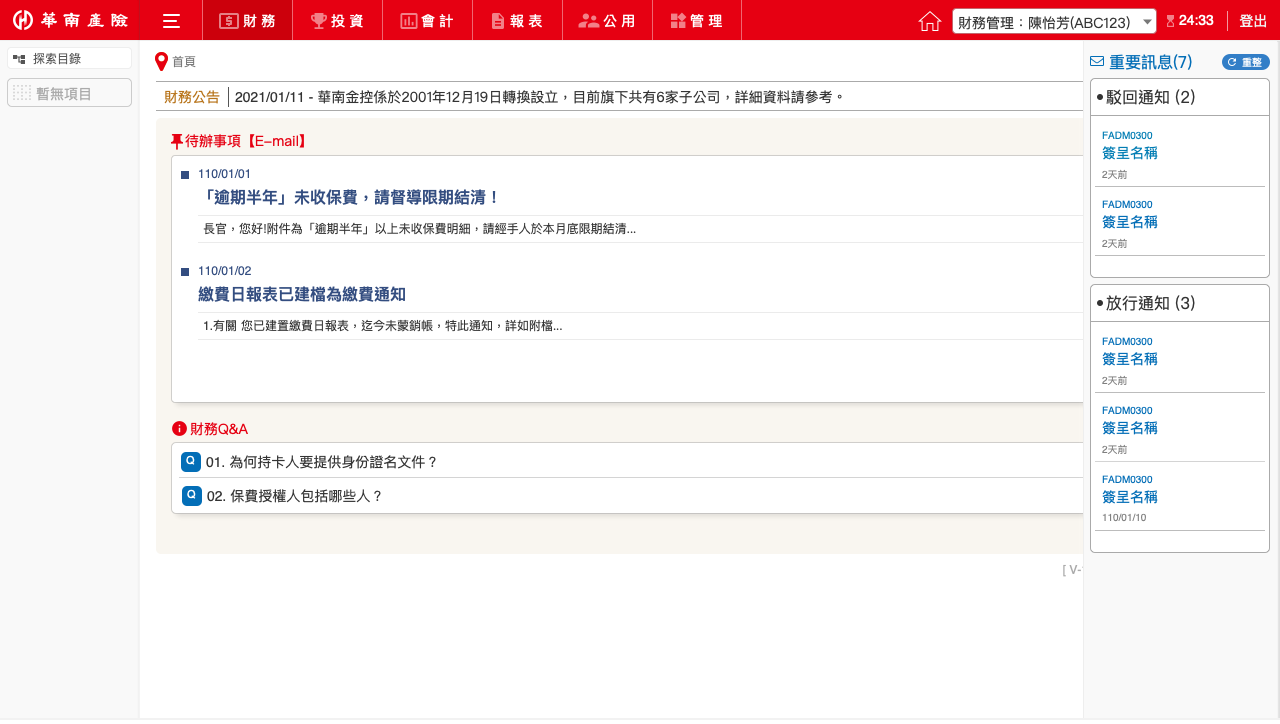 華南產險
財務
投資
會計
報表
公用
管理
財務管理：陳怡芳(ABC123)
24:33
登出
探索目錄
暫無項目
首頁
財務公告
2021/01/11 - 華南金控係於2001年12月19日轉換設立，目前旗下共有6家子公司，詳細資料請參考。
待辦事項【E-mail】
110/01/01
「逾期半年」未收保費，請督導限期結清！
長官，您好!附件為「逾期半年」以上未收保費明細，請經手人於本月底限期結清...
110/01/02
繳費日報表已建檔為繳費通知
1.有關 您已建置繳費日報表，迄今未蒙銷帳，特此通知，詳如附檔...
財務Q&A
Q 01. 為何持卡人要提供身份證名文件？
Q 02. 保費授權人包括哪些人？
[ V-
重要訊息(7)
重整
•駁回通知 (2)
FADM0300
簽呈名稱
2天前
FADM0300
簽呈名稱
2天前
•放行通知 (3)
FADM0300
簽呈名稱
2天前
FADM0300
簽呈名稱
2天前
FADM0300
簽呈名稱
110/01/10